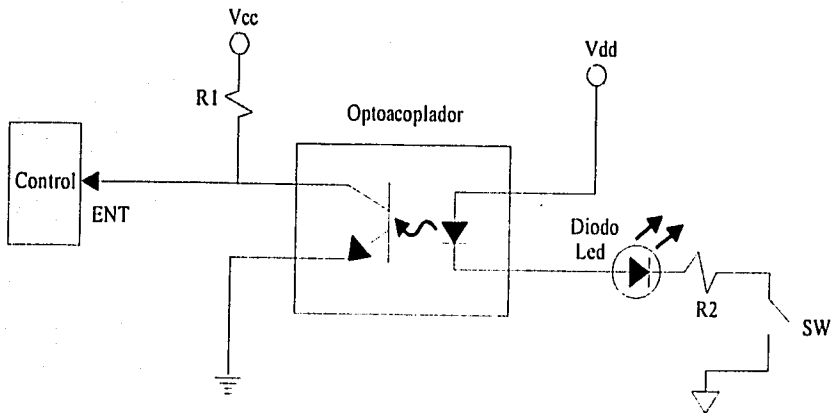 Vcc
Vdd
R1
Optoacoplador
Control
ENT
Diodo
Led
R2
SW